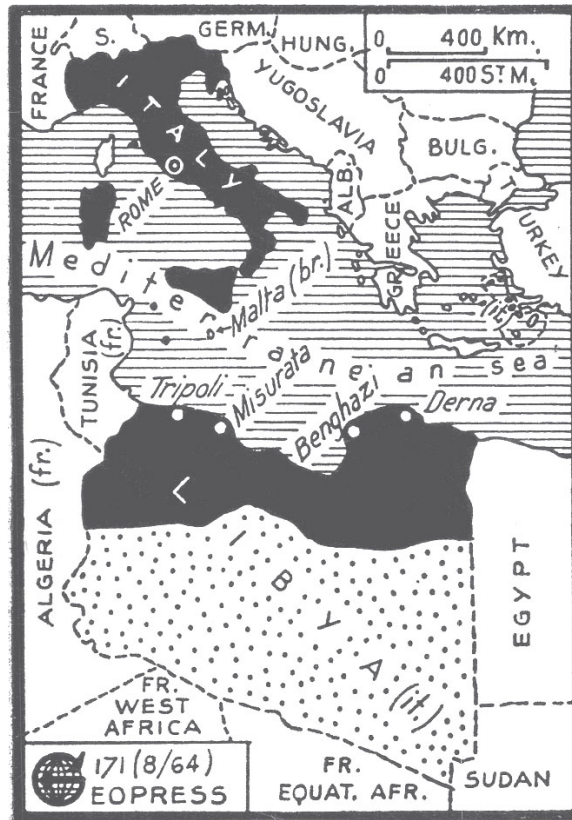 FRANCE
S.
GERM.
HUNG.
0 400 Km.
0 400 St. M.
ITALY
YUGOSLAVIA
BULG.
ALB.
T
URKEY
GREECE
ROME
Mediterranean sea
Malta (br.)
(it.)
TUNISIA
(fr.)
Tripoli
Misurata
Benghazi
Derna
ALGERIA (fr.)
LIBYA (it)
EGYPT
FR.
WEST
AFRICA
FR.
EQUAT. AFR.
SUDAN
171 (8/64)
EOPRESS